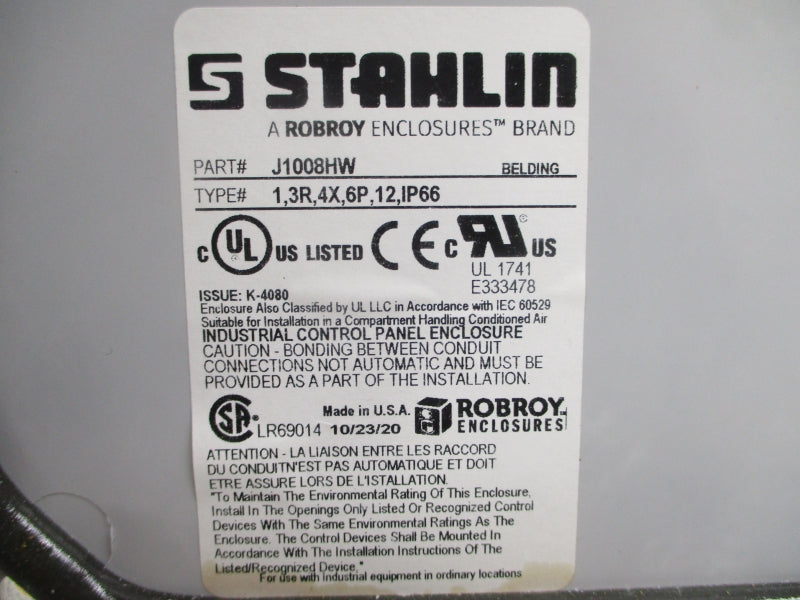 S STAHLIN
A ROBROY ENCLOSURES™ BRAND
PART# J1008HW BELDING
TYPE# 1,3R,4X,6P,12,IP66
c UL US LISTED CE c RU US ®
UL 1741
E333478
ISSUE: K-4080
Enclosure Also Classified by UL LLC in Accordance with IEC 60529
Suitable for Installation in a Compartment Handling Conditioned Air
INDUSTRIAL CONTROL PANEL ENCLOSURE
CAUTION - BONDING BETWEEN CONDUIT
CONNECTIONS NOT AUTOMATIC AND MUST BE
PROVIDED AS A PART OF THE INSTALLATION.
SA ® LR69014 Made in U.S.A. 10/23/20 ROBROY ENCLOSURES
ATTENTION - LA LIAISON ENTRE LES RACCORD
DU CONDUITN'EST PAS AUTOMATIQUE ET DOIT
ETRE ASSURE LORS DE L'ISTALLATION.
"To Maintain The Environmental Rating Of This Enclosure,
Install In The Openings Only Listed Or Recognized Control
Devices With The Same Environmental Ratings As The
Enclosure. The Control Devices Shall Be Mounted In
Accordance With The Installation Instructions Of The
Listed/Recognized Device."
For use with Industrial equipment in ordinary locations